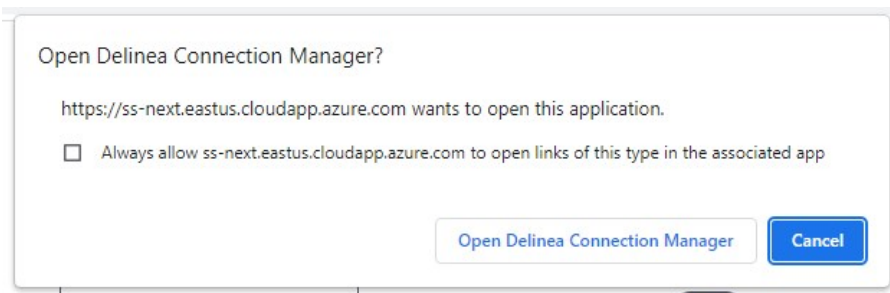 Open Delinea Connection Manager?
https://ss-next.eastus.cloudapp.azure.com wants to open this application.
Always allow ss-next.eastus.cloudapp.azure.com to open links of this type in the associated app
Open Delinea Connection Manager Cancel